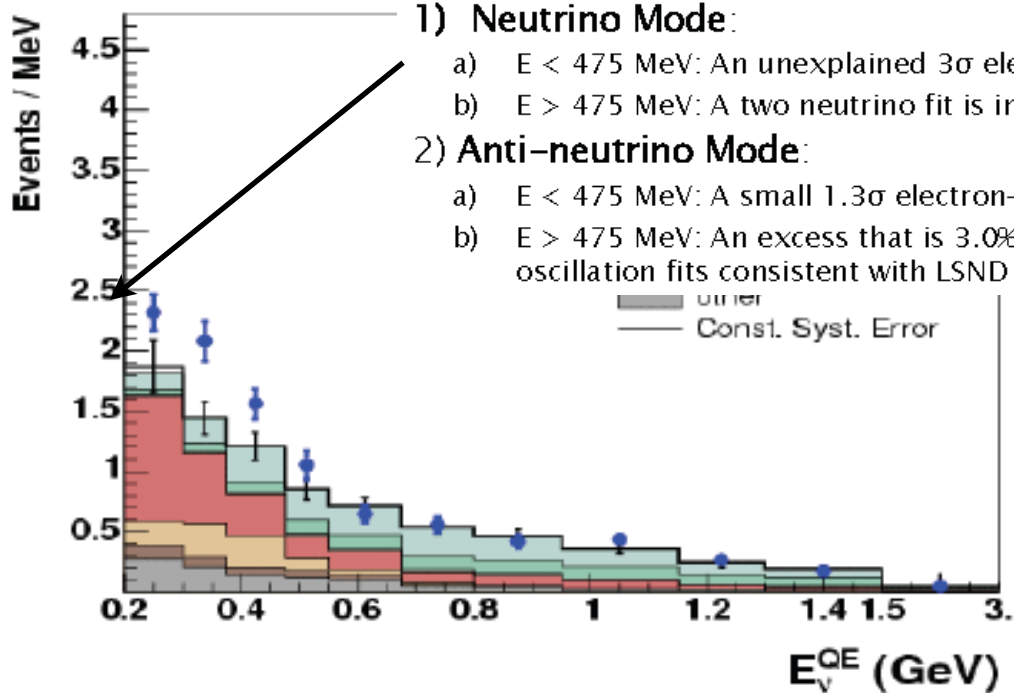 1) Neutrino Mode:
a) E < 475 MeV: An unexplained 3σ ele
b) E > 475 MeV: A two neutrino fit is in
2) Anti-neutrino Mode:
a) E < 475 MeV: A small 1.3σ electron-
b) E > 475 MeV: An excess that is 3.0%
oscillation fits consistent with LSND
other
Const. Syst. Error
Events / MeV
4.5
4
3.5
3
2.5
2
1.5
1
0.5
0.2 0.4 0.6 0.8 1 1.2 1.4 1.5 3.
E_ν^QE (GeV)